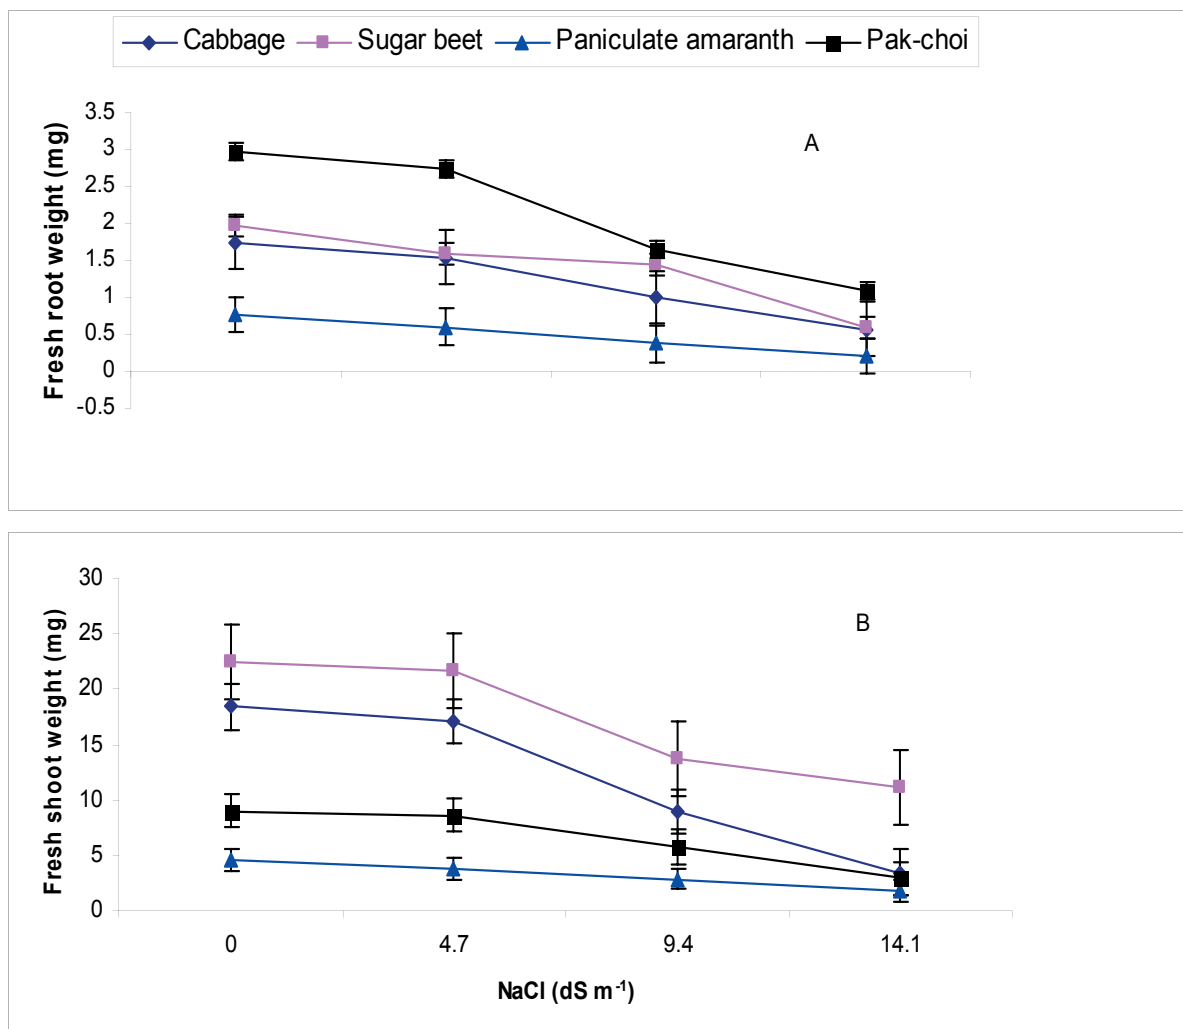 Cabbage Sugar beet Paniculate amaranth Pak-choi
A
Fresh root weight (mg)
3.5
3
2.5
2
1.5
1
0.5
0
-0.5
B
Fresh shoot weight (mg)
30
25
20
15
10
5
0
0 4.7 9.4 14.1
NaCl (dS m⁻¹)